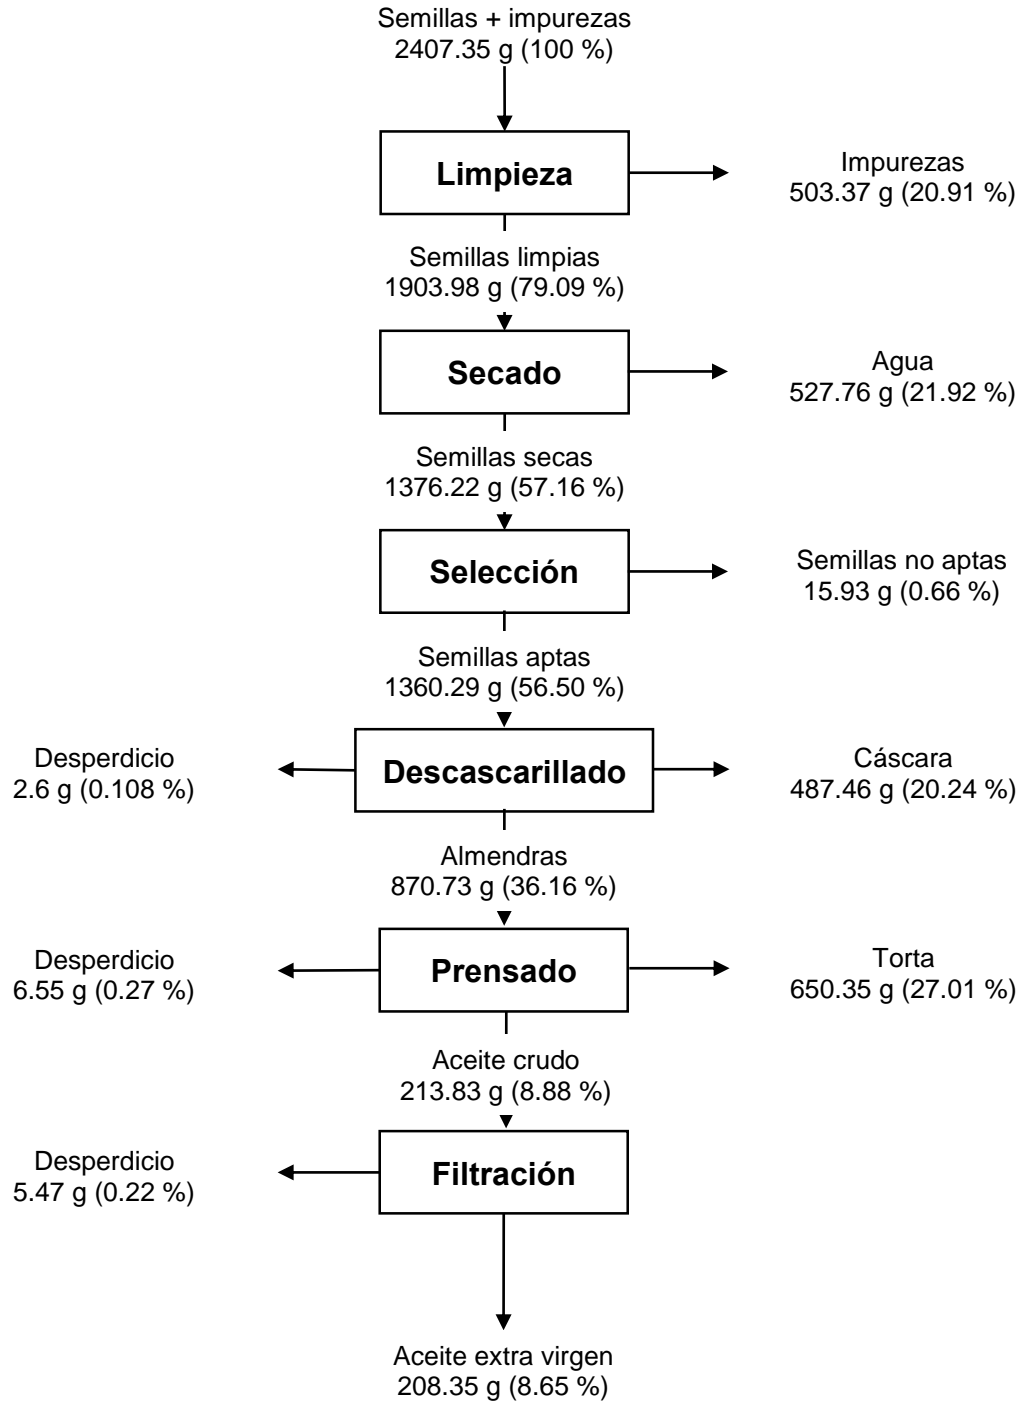 Semillas + impurezas
2407.35 g (100 %)
Limpieza
Impurezas
503.37 g (20.91 %)
Semillas limpias
1903.98 g (79.09 %)
Secado
Agua
527.76 g (21.92 %)
Semillas secas
1376.22 g (57.16 %)
Selección
Semillas no aptas
15.93 g (0.66 %)
Semillas aptas
1360.29 g (56.50 %)
Desperdicio
2.6 g (0.108 %)
Descascarillado
Cáscara
487.46 g (20.24 %)
Almendras
870.73 g (36.16 %)
Desperdicio
6.55 g (0.27 %)
Prensado
Torta
650.35 g (27.01 %)
Aceite crudo
213.83 g (8.88 %)
Desperdicio
5.47 g (0.22 %)
Filtración
Aceite extra virgen
208.35 g (8.65 %)